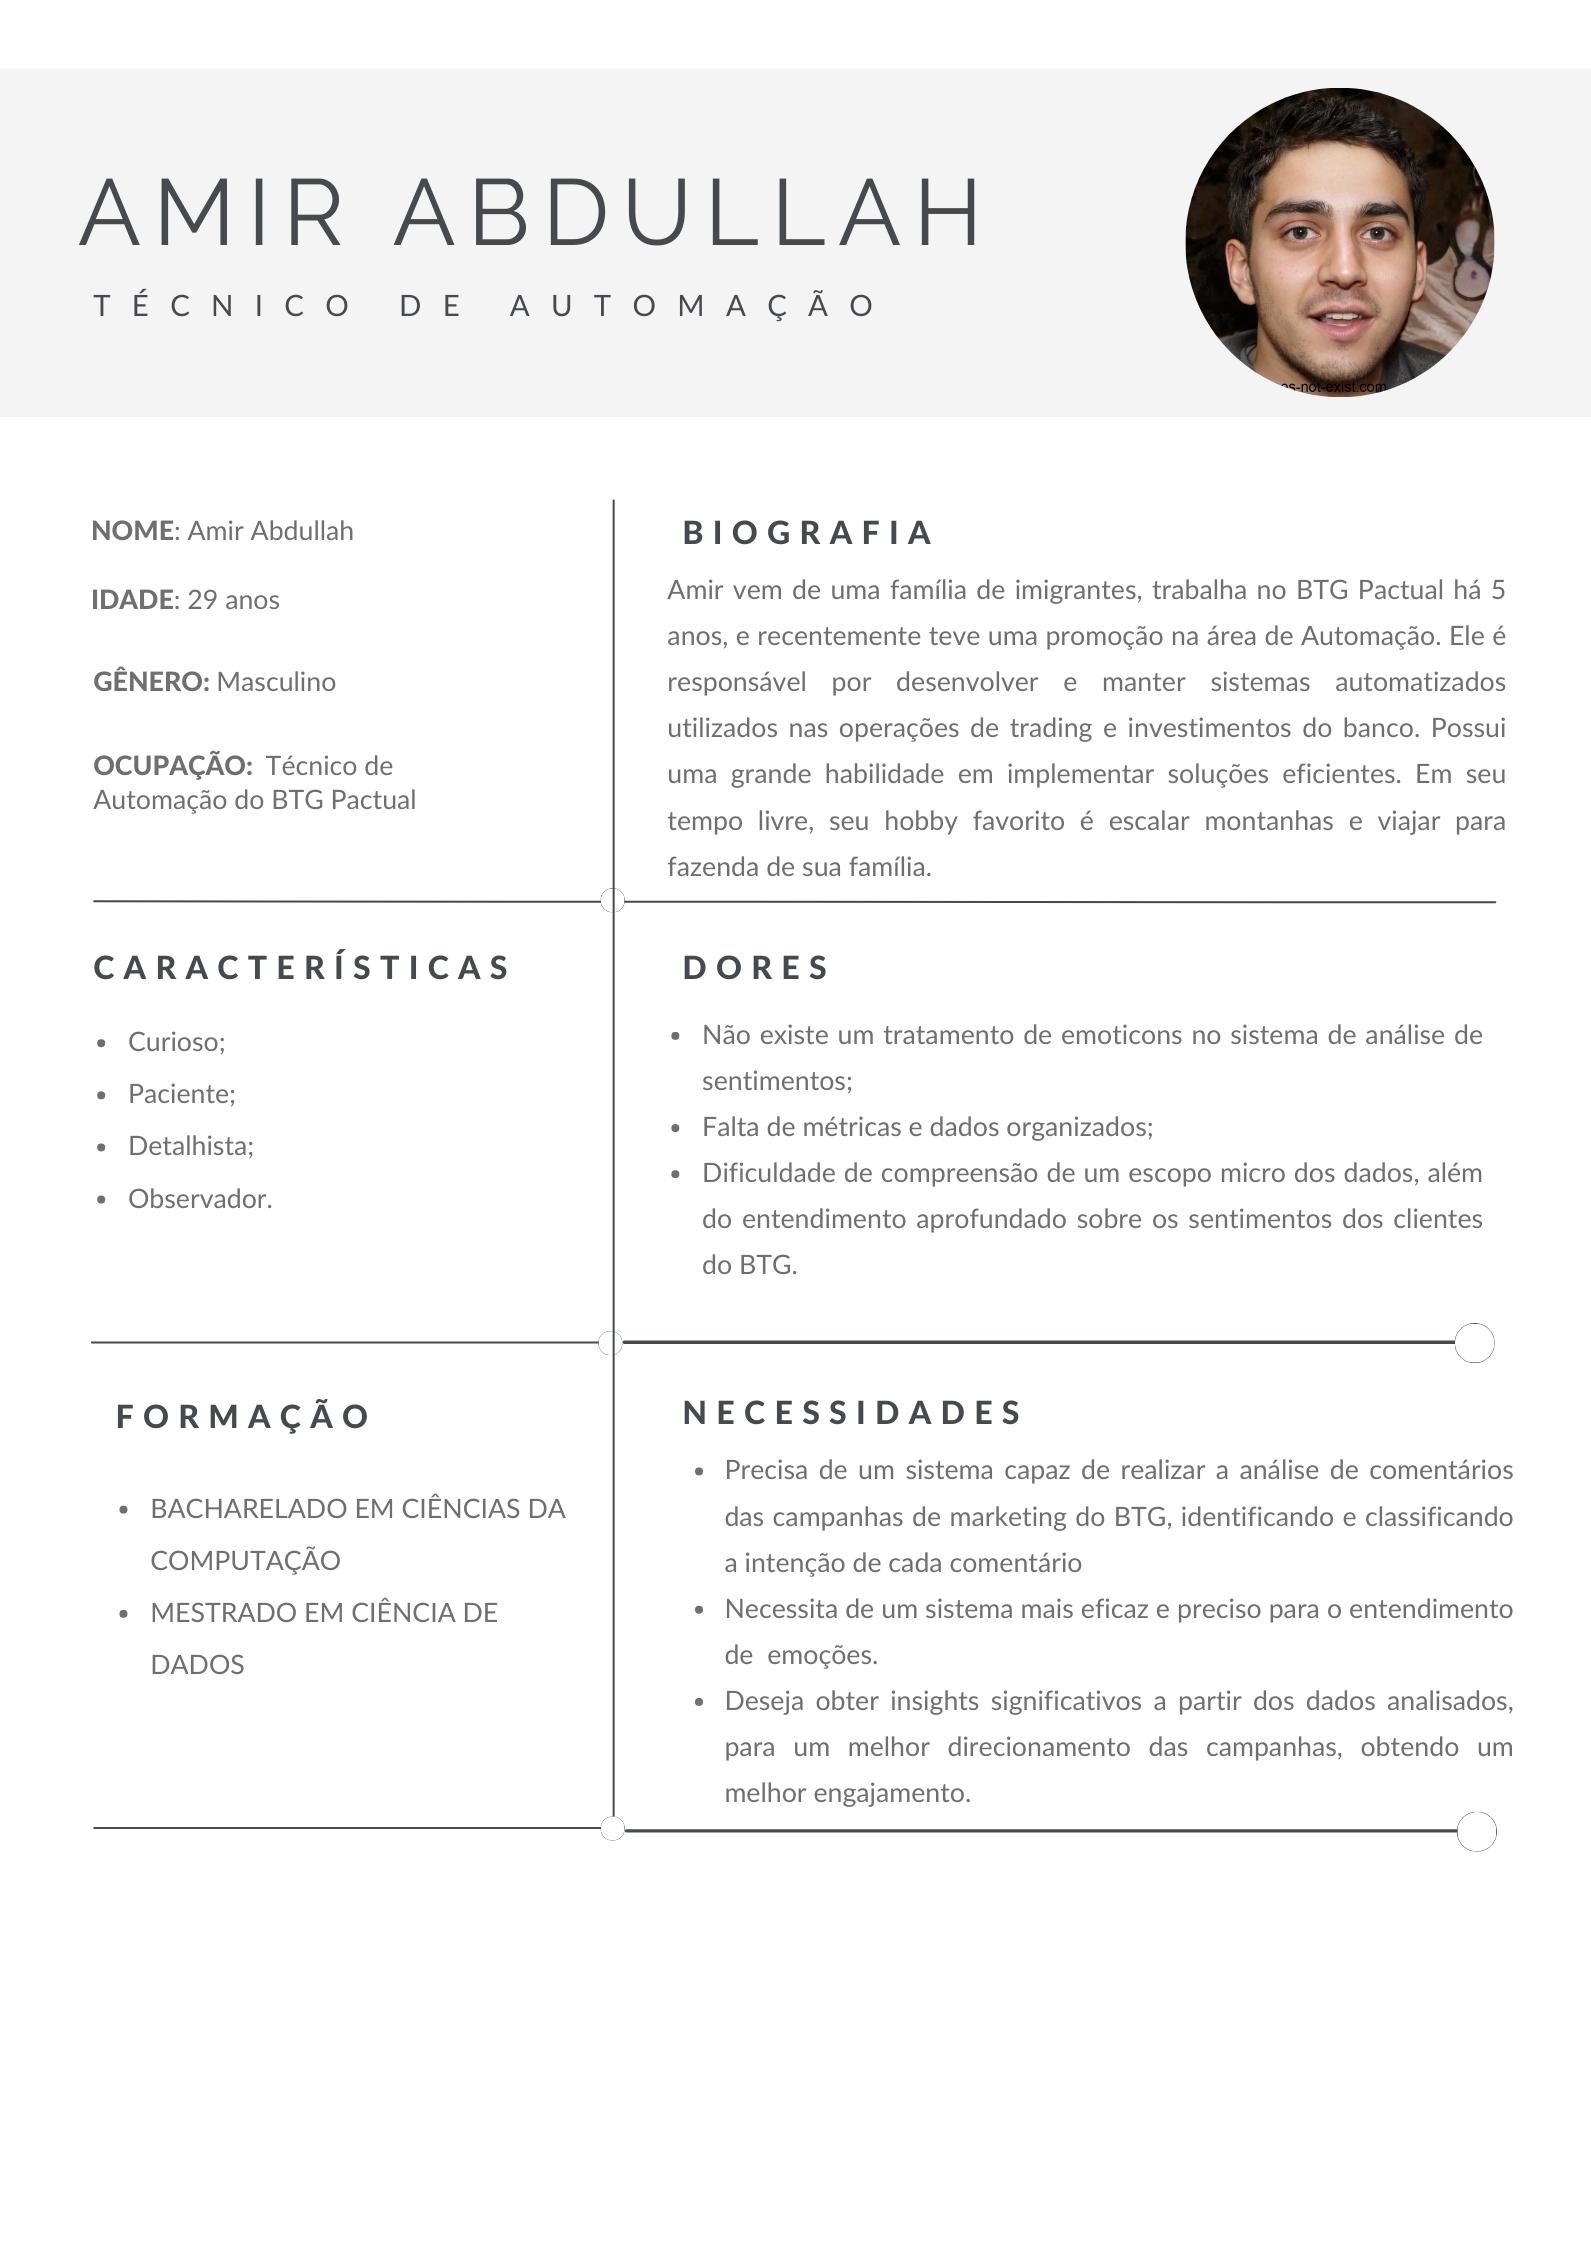 AMIR ABDULLAH
TÉCNICO DE AUTOMAÇÃO
es-not-exist.com
NOME: Amir Abdullah
IDADE: 29 anos
GÊNERO: Masculino
OCUPAÇÃO: Técnico de
Automação do BTG Pactual
BIOGRAFIA
Amir vem de uma família de imigrantes, trabalha no BTG Pactual há 5
anos, e recentemente teve uma promoção na área de Automação. Ele é
responsável por desenvolver e manter sistemas automatizados
utilizados nas operações de trading e investimentos do banco. Possui
uma grande habilidade em implementar soluções eficientes. Em seu
tempo livre, seu hobby favorito é escalar montanhas e viajar para
fazenda de sua família.
CARACTERÍSTICAS
• Curioso;
• Paciente;
• Detalhista;
• Observador.
DORES
• Não existe um tratamento de emoticons no sistema de análise de
sentimentos;
• Falta de métricas e dados organizados;
• Dificuldade de compreensão de um escopo micro dos dados, além
do entendimento aprofundado sobre os sentimentos dos clientes
do BTG.
FORMAÇÃO
• BACHARELADO EM CIÊNCIAS DA
COMPUTAÇÃO
• MESTRADO EM CIÊNCIA DE
DADOS
NECESSIDADES
• Precisa de um sistema capaz de realizar a análise de comentários
das campanhas de marketing do BTG, identificando e classificando
a intenção de cada comentário
• Necessita de um sistema mais eficaz e preciso para o entendimento
de emoções.
• Deseja obter insights significativos a partir dos dados analisados,
para um melhor direcionamento das campanhas, obtendo um
melhor engajamento.